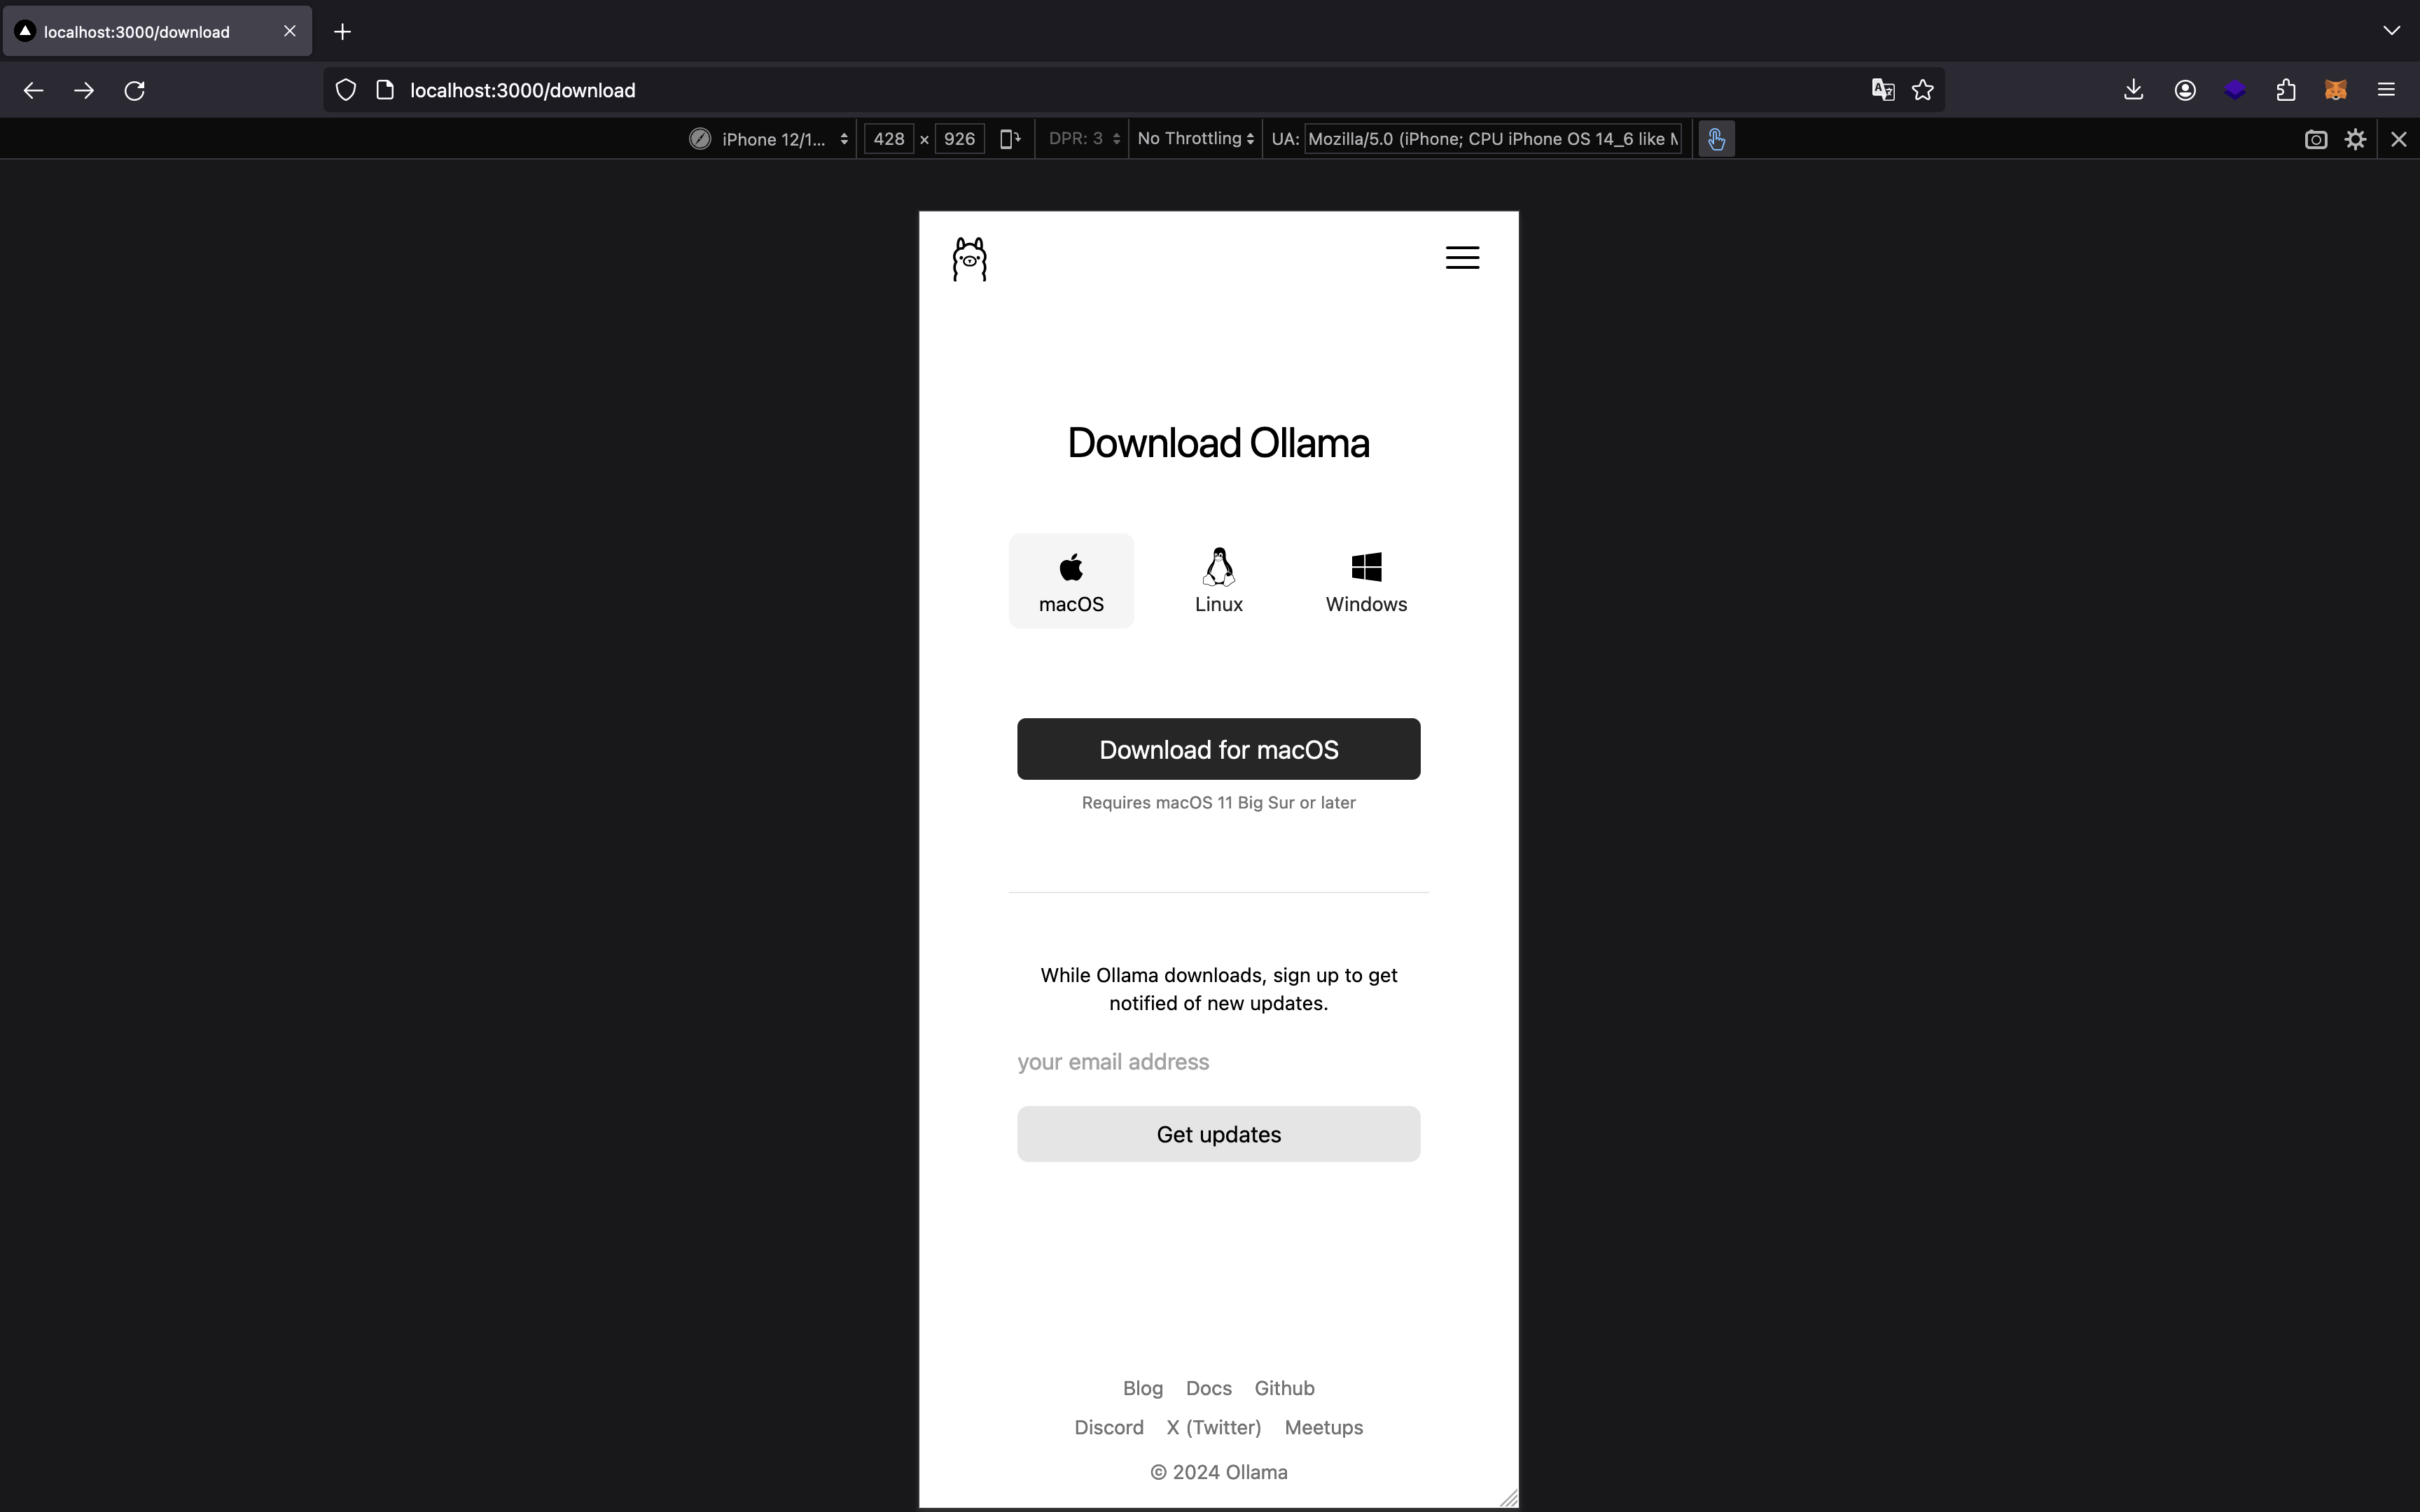 localhost:3000/download
localhost:3000/download
iPhone 12/1...
428 × 926
DPR: 3
No Throttling
UA: Mozilla/5.0 (iPhone; CPU iPhone OS 14_6 like M
Download Ollama
macOS
Linux
Windows
Download for macOS
Requires macOS 11 Big Sur or later
While Ollama downloads, sign up to get
notified of new updates.
your email address
Get updates
Blog Docs Github
Discord X (Twitter) Meetups
© 2024 Ollama